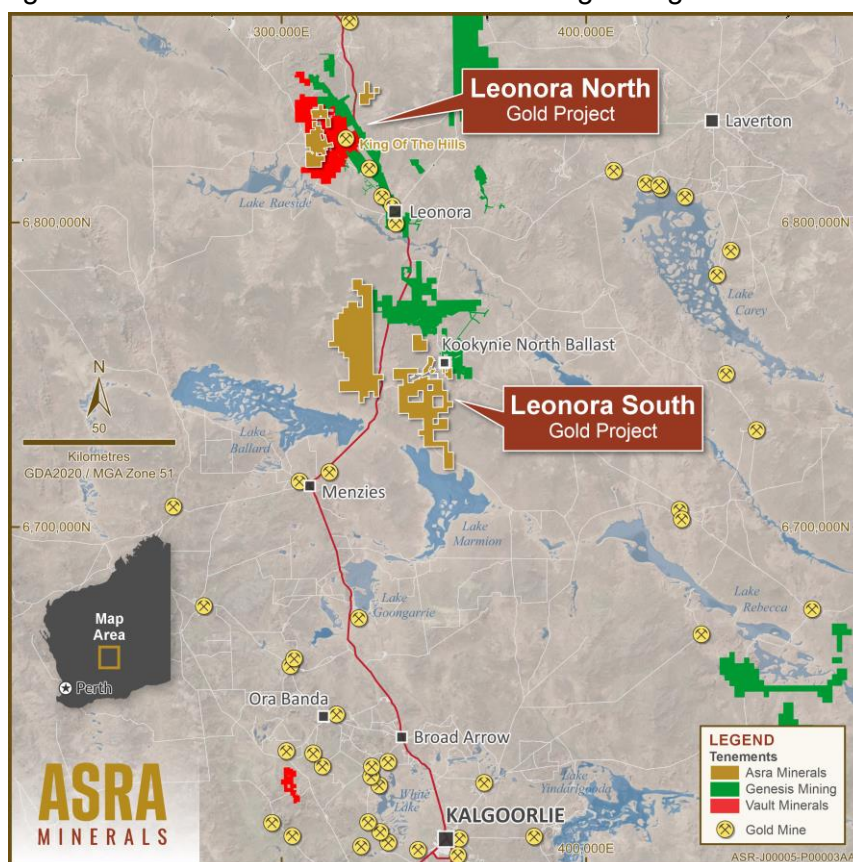 300,000E
400,000E
Leonora North
Gold Project
Laverton
King Of The Hills
Lake Raeside
Leonora
6,800,000N
6,800,000N
Lake
Carey
Kookynie North Ballast
N
50
Kilometres
GDA2020 / MGA Zone 51
Leonora South
Gold Project
Lake
Ballard
Menzies
6,700,000N
6,700,000N
Lake
Marmion
Lake
Goongarrie
Lake
Rebecca
Map
Area
Perth
Ora Banda
Broad Arrow
LEGEND
Tenements
Asra Minerals
Genesis Mining
Vault Minerals
Gold Mine
ASRA
MINERALS
White
Lake
Lake
Yindarlgooda
KALGOORLIE
300,000E
400,000E